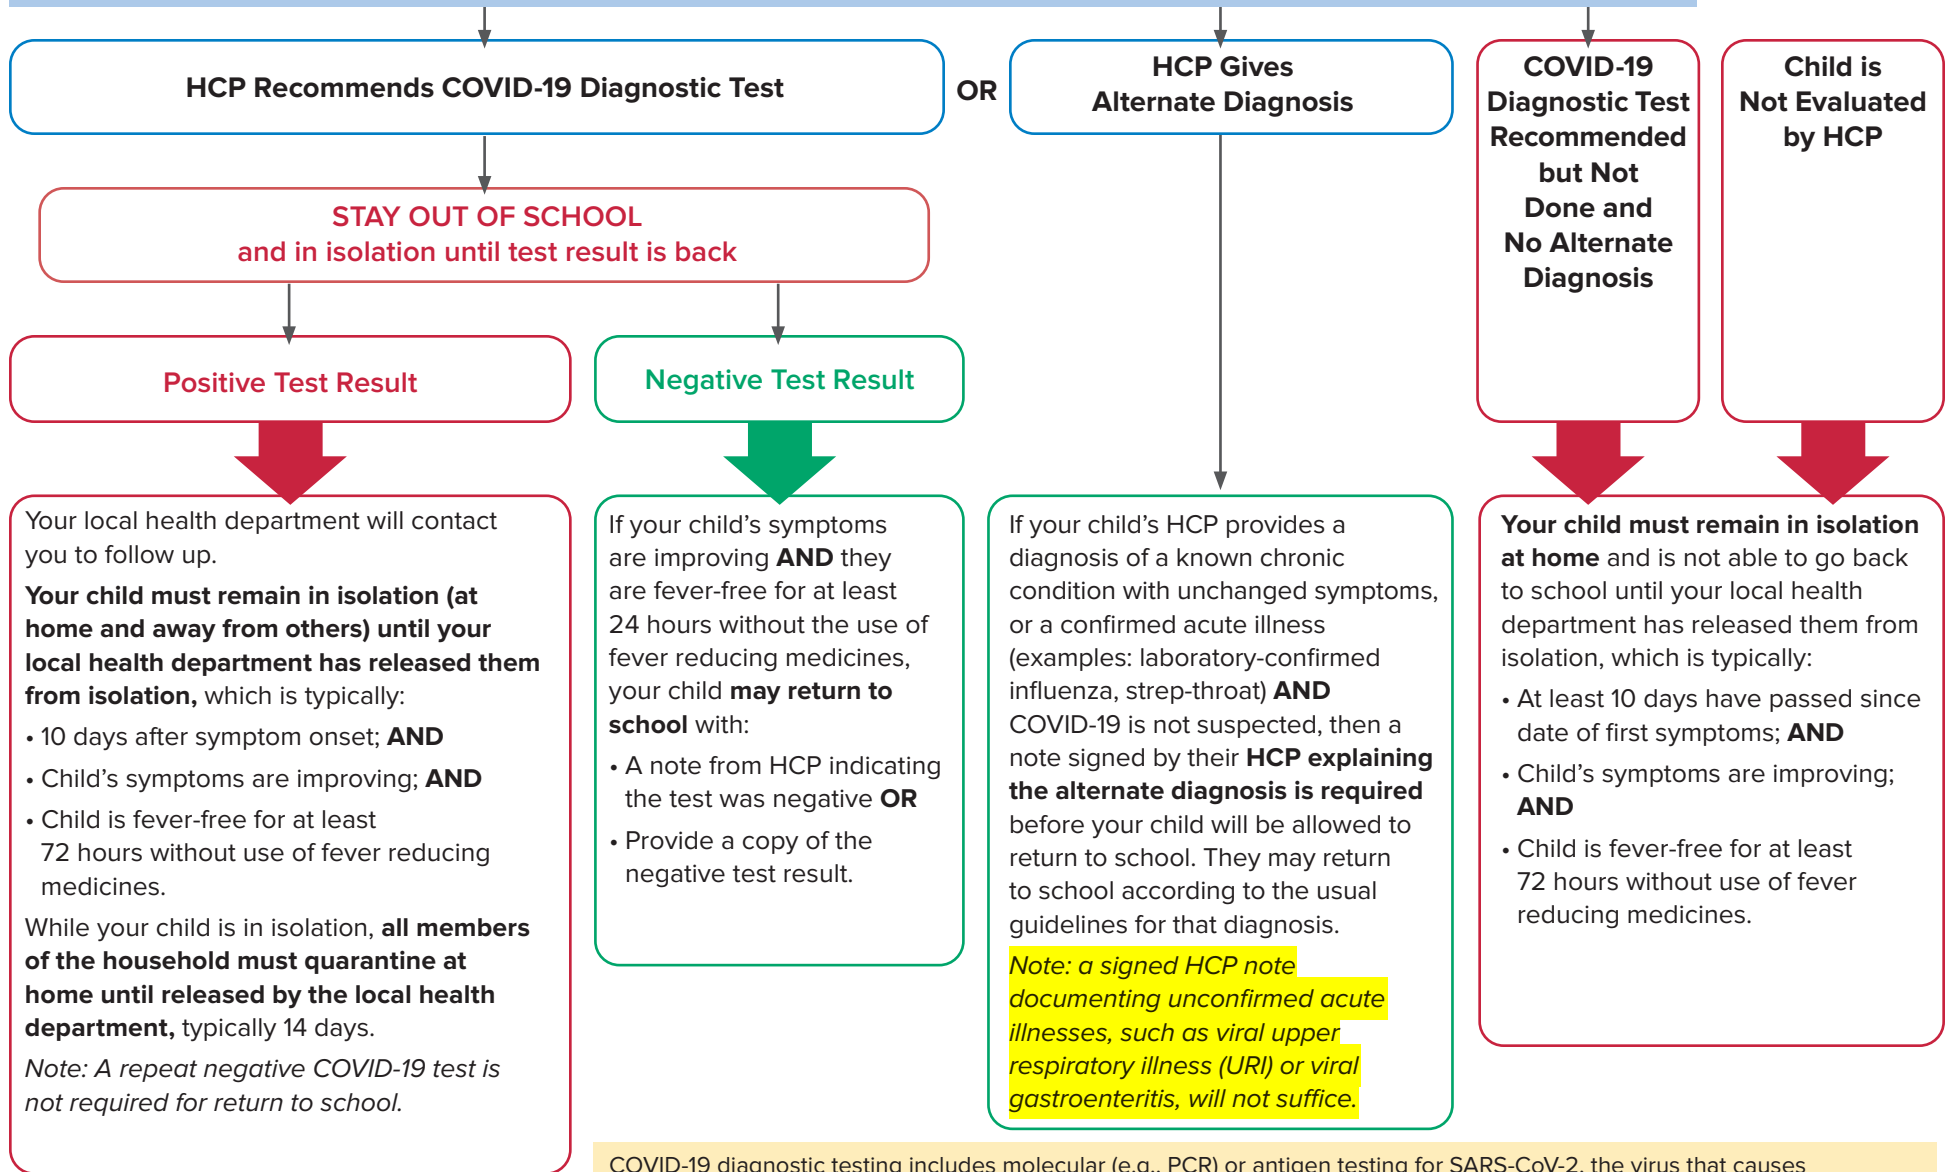 HCP Recommends COVID-19 Diagnostic Test
OR
HCP Gives
Alternate Diagnosis
COVID-19
Diagnostic Test
Recommended
but Not
Done and
No Alternate
Diagnosis
Child is
Not Evaluated
by HCP
STAY OUT OF SCHOOL
and in isolation until test result is back
Positive Test Result
Negative Test Result
Your local health department will contact
you to follow up.
Your child must remain in isolation (at
home and away from others) until your
local health department has released them
from isolation, which is typically:
• 10 days after symptom onset; AND
• Child's symptoms are improving; AND
• Child is fever-free for at least
72 hours without use of fever reducing
medicines.
While your child is in isolation, all members
of the household must quarantine at
home until released by the local health
department, typically 14 days.
Note: A repeat negative COVID-19 test is
not required for return to school.
If your child's symptoms
are improving AND they
are fever-free for at least
24 hours without the use of
fever reducing medicines,
your child may return to
school with:
• A note from HCP indicating
the test was negative OR
• Provide a copy of the
negative test result.
If your child's HCP provides a
diagnosis of a known chronic
condition with unchanged symptoms,
or a confirmed acute illness
(examples: laboratory-confirmed
influenza, strep-throat) AND
COVID-19 is not suspected, then a
note signed by their HCP explaining
the alternate diagnosis is required
before your child will be allowed to
return to school. They may return
to school according to the usual
guidelines for that diagnosis.
Note: a signed HCP note
documenting unconfirmed acute
illnesses, such as viral upper
respiratory illness (URI) or viral
gastroenteritis, will not suffice.
Your child must remain in isolation
at home and is not able to go back
to school until your local health
department has released them from
isolation, which is typically:
• At least 10 days have passed since
date of first symptoms; AND
• Child's symptoms are improving;
AND
• Child is fever-free for at least
72 hours without use of fever
reducing medicines.
COVID-19 diagnostic testing includes molecular (e.g., PCR) or antigen testing for SARS-CoV-2, the virus that causes